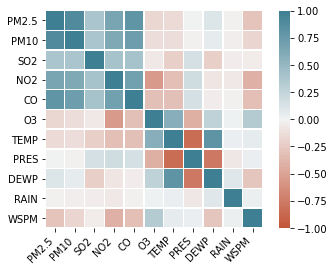 PM2.5
PM10
SO2
NO2
CO
O3
TEMP
PRES
DEWP
RAIN
WSPM
PM2.5
PM10
SO2
NO2
CO
O3
TEMP
PRES
DEWP
RAIN
WSPM
1.00
0.75
0.50
0.25
0.00
−0.25
−0.50
−0.75
−1.00